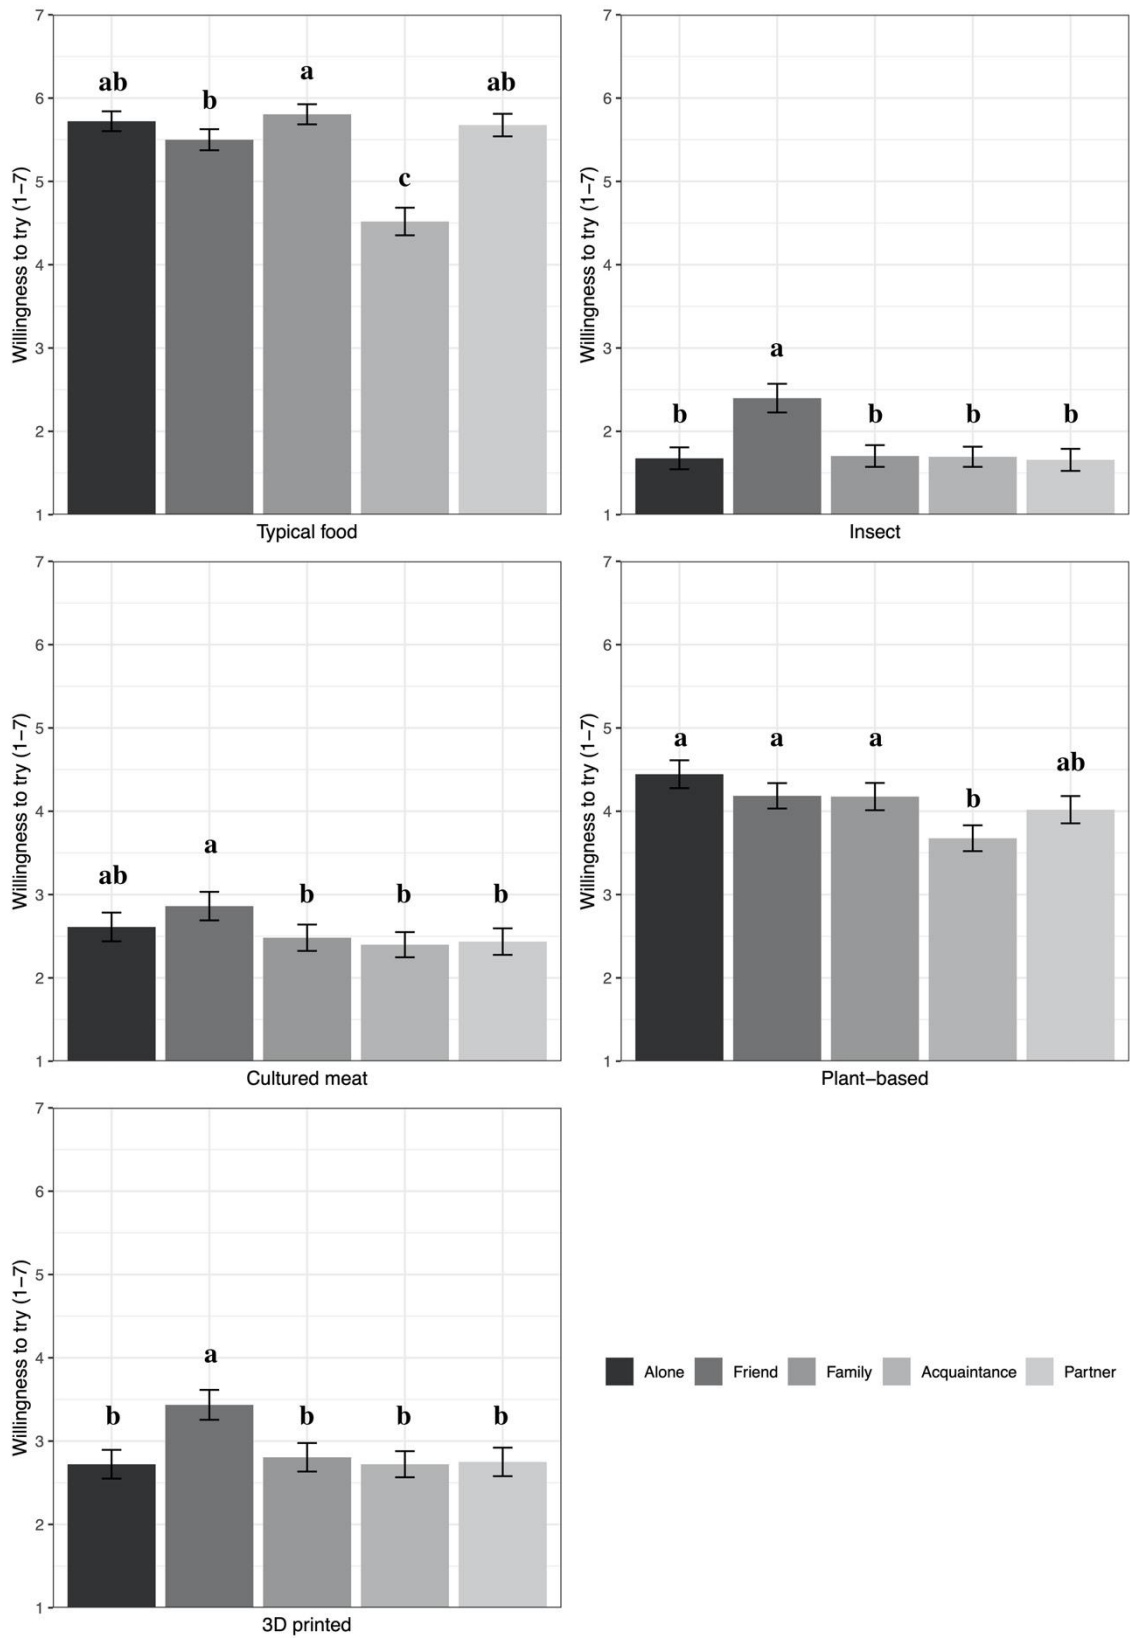 Willingness to try (1−7)
7
6
5
4
3
2
1
ab
b
a
c
ab
Typical food
Willingness to try (1−7)
7
6
5
4
3
2
1
b
a
b
b
b
Insect
Willingness to try (1−7)
7
6
5
4
3
2
1
ab
a
b
b
b
Cultured meat
Willingness to try (1−7)
7
6
5
4
3
2
1
a
a
a
b
ab
Plant−based
Willingness to try (1−7)
7
6
5
4
3
2
1
b
a
b
b
b
3D printed
Alone Friend Family Acquaintance Partner